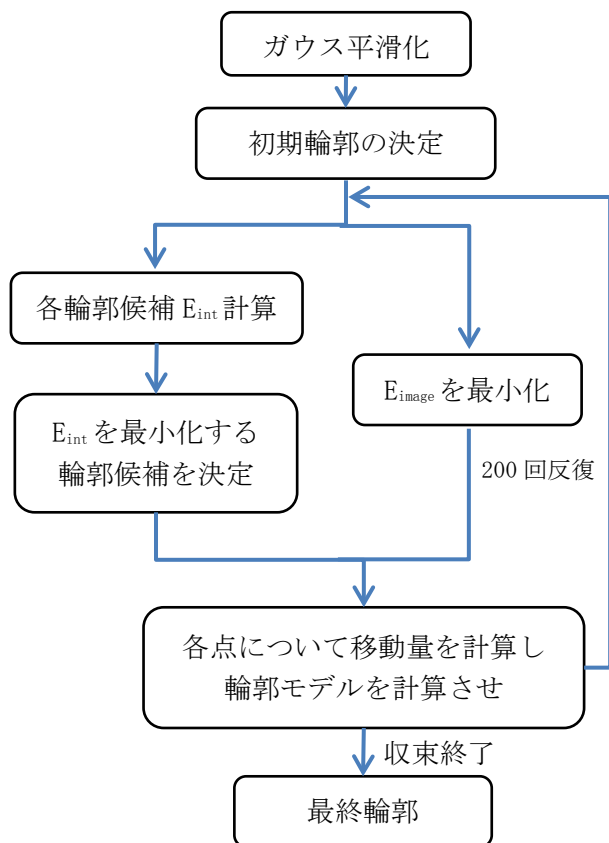 ガウス平滑化
初期輪郭の決定
各輪郭候補 Eint 計算
Eint を最小化する
輪郭候補を決定
Eimage を最小化
200 回反復
各点について移動量を計算し
輪郭モデルを計算させ
収束終了
最終輪郭